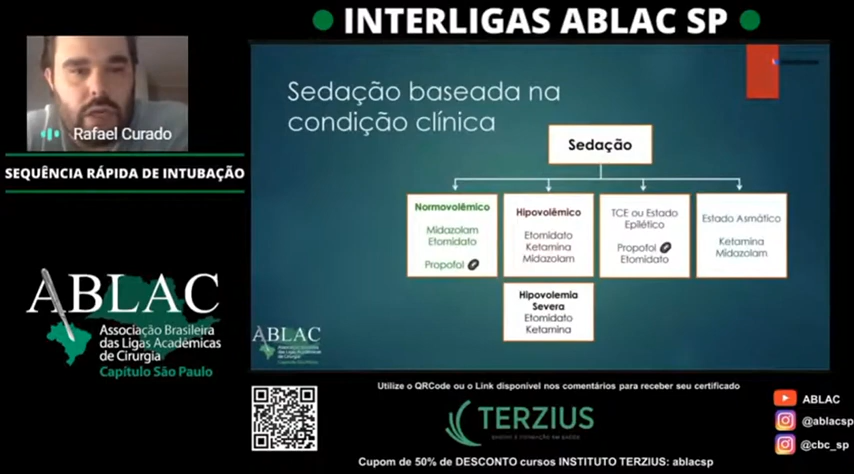 INTERLIGAS ABLAC SP
Rafael Curado
SEQUÊNCIA RÁPIDA DE INTUBAÇÃO
ABLAC
Associação Brasileira
das Ligas Acadêmicas
de Cirurgia
Capítulo São Paulo
Sedação baseada na
condição clínica
Sedação
Normovolêmico
Midazolam
Etomidato
Propofol
Hipovolêmico
Etomidato
Ketamina
Midazolam
TCE ou Estado
Epilético
Propofol
Etomidato
Estado Asmático
Ketamina
Midazolam
Hipovolemia
Severa
Etomidato
Ketamina
ABLAC
Utilize o QRCode ou o Link disponível nos comentários para receber seu certificado
TERZIUS
Cupom de 50% de DESCONTO cursos INSTITUTO TERZIUS: ablacsp
ABLAC
@ablacsp
@cbc_sp